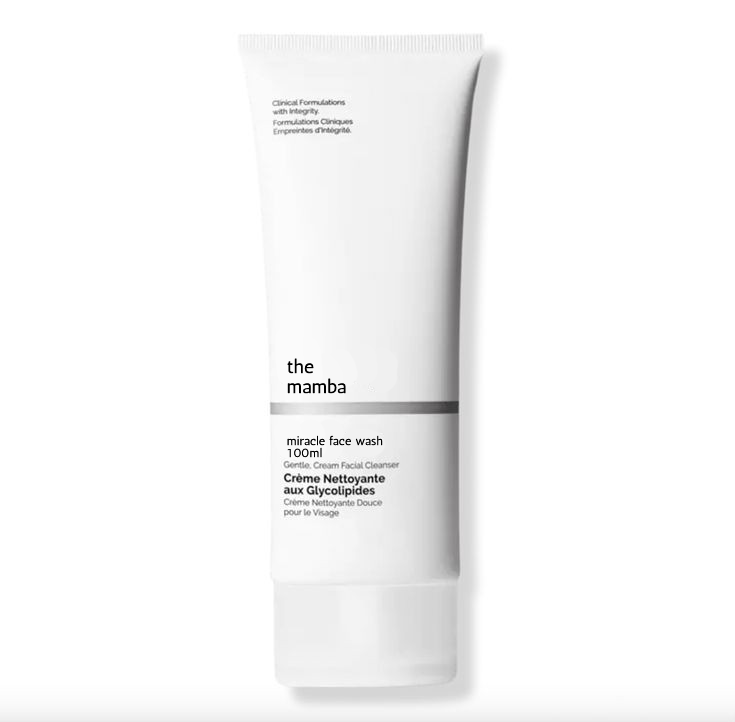 Clinical Formulations
with Integrity.
Formulations Cliniques
Empreintes d'Intégrité.
the
mamba
miracle face wash
100ml
Gentle, Cream Facial Cleanser
Crème Nettoyante
aux Glycolipides
Crème Nettoyante Douce
pour le Visage